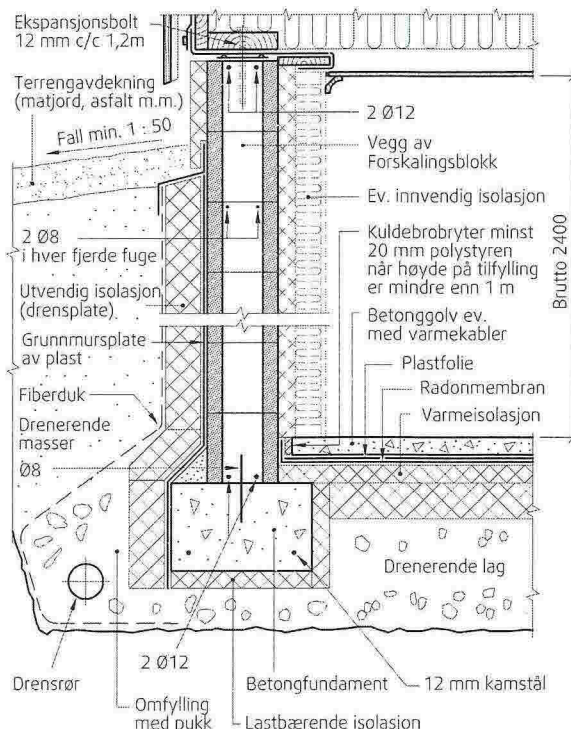 Ekspansjonsbolt
12 mm c/c 1,2m
Terrengavdekning
(matjord, asfalt m.m.)
Fall min. 1 : 50
2 Ø12
Vegg av
Forskalingsblokk
Ev. innvendig isolasjon
2 Ø8
i hver fjerde fuge
Kuldebrobryter minst
20 mm polystyren
når høyde på tilfylling
er mindre enn 1 m
Brutto 2400
Utvendig isolasjon
(drensplate).
Betonggolv ev.
med varmekabler
Grunnmursplate
av plast
Plastfolie
Radonmembran
Fiberduk
Varmeisolasjon
Drenerende
masser
Ø8
Drenerende lag
2 Ø12
Drensrør
Betongfundament
12 mm kamstål
Omfylling
med pukk
Lastbærende isolasjon